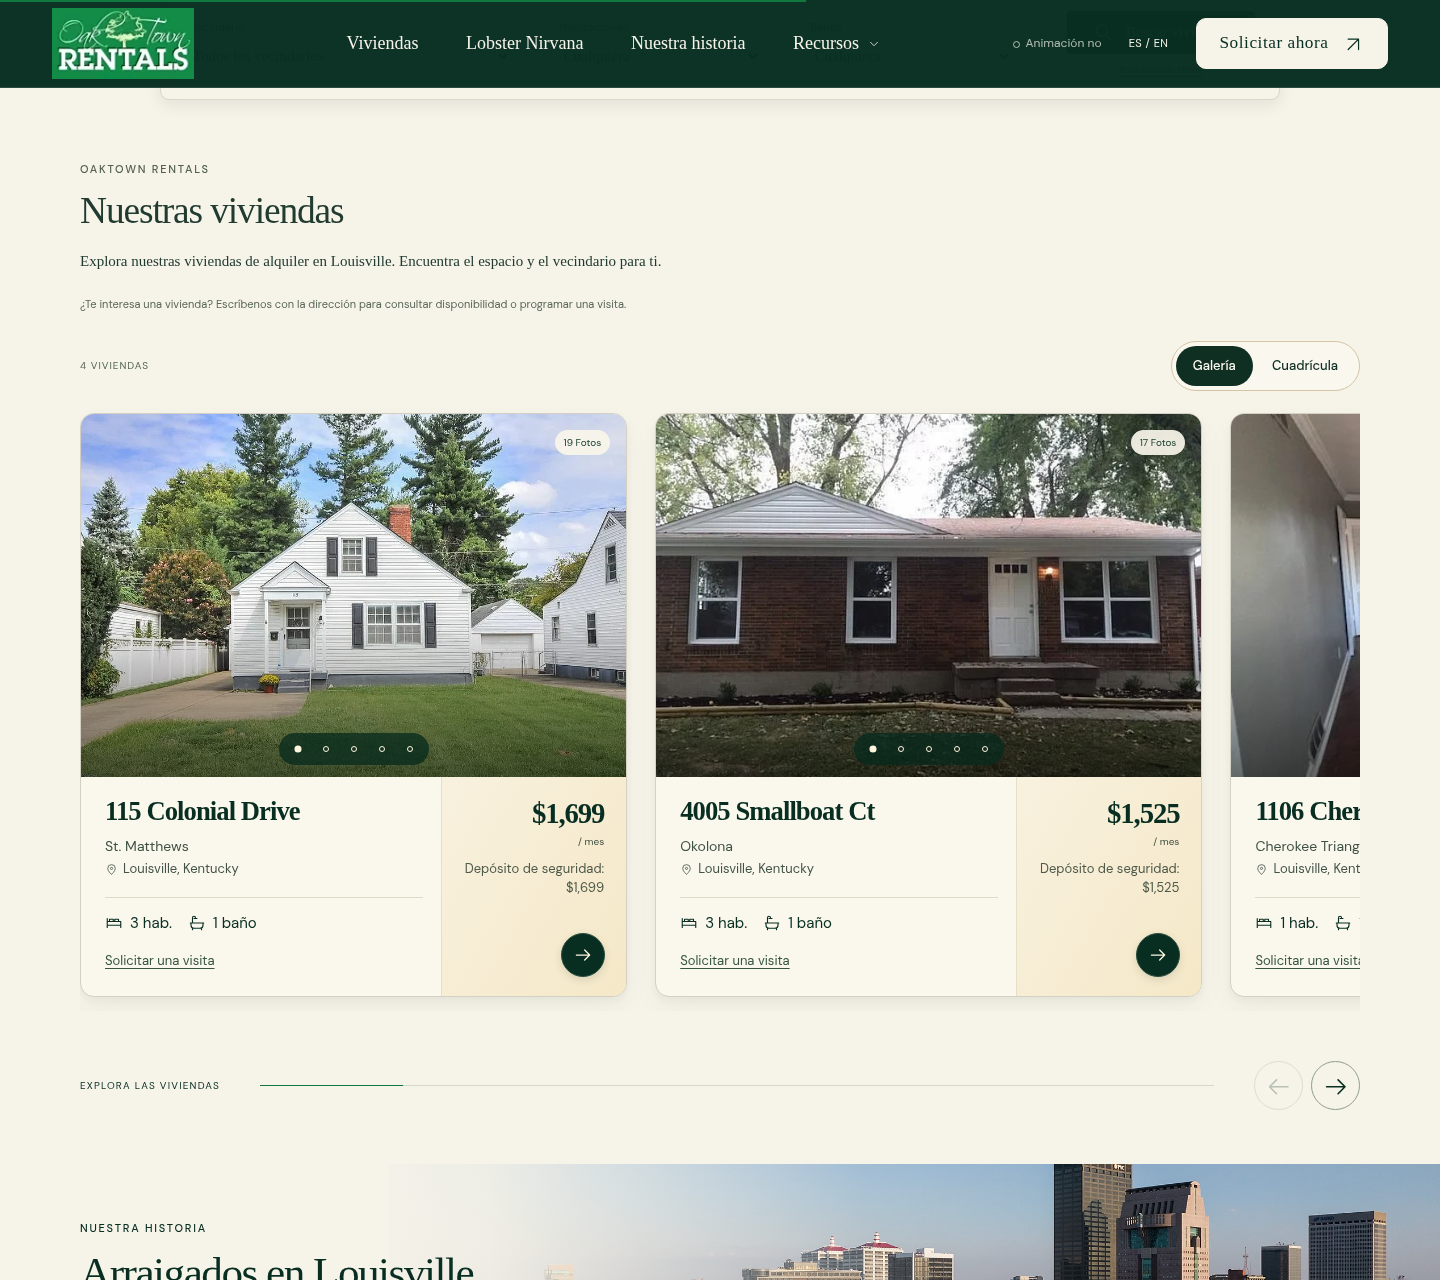 Oak Town
RENTALS
Viviendas
Lobster Nirvana
Nuestra historia
Recursos
Animación no
ES / EN
Solicitar ahora
OAKTOWN RENTALS
Nuestras viviendas
Explora nuestras viviendas de alquiler en Louisville. Encuentra el espacio y el vecindario para ti.
¿Te interesa una vivienda? Escríbenos con la dirección para consultar disponibilidad o programar una visita.
4 VIVIENDAS
Galería
Cuadrícula
19 Fotos
115 Colonial Drive
St. Matthews
Louisville, Kentucky
3 hab.
1 baño
Solicitar una visita
$1,699
/ mes
Depósito de seguridad:
$1,699
17 Fotos
4005 Smallboat Ct
Okolona
Louisville, Kentucky
3 hab.
1 baño
Solicitar una visita
$1,525
/ mes
Depósito de seguridad:
$1,525
1106 Cher
Cherokee Triang
Louisville, Kent
1 hab.
Solicitar una visita
EXPLORA LAS VIVIENDAS
NUESTRA HISTORIA
Arraigados en Louisville